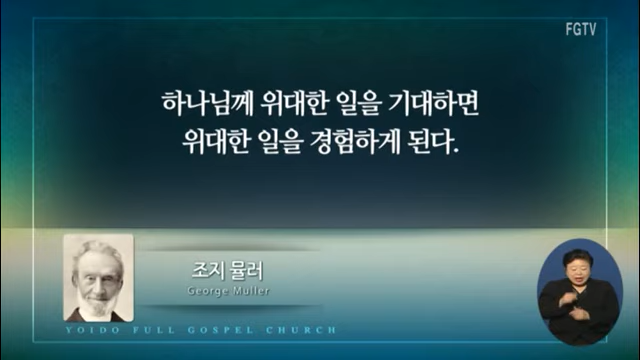 FGTV
하나님께 위대한 일을 기대하면
위대한 일을 경험하게 된다.
조지 뮬러
George Muller
YOIDO FULL GOSPEL CHURCH